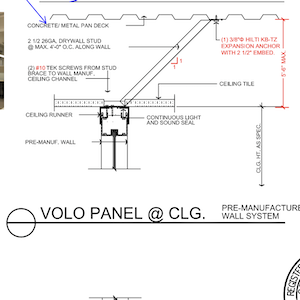 CONCRETE/ METAL PAN DECK
2 1/2 26GA. DRYWALL STUD
@ MAX. 4'-0" O.C. ALONG WALL
(1) 3/8"Φ HILTI KB-TZ
EXPANSION ANCHOR
WITH 2 1/2" EMBED.
(2) #10 TEK SCREWS FROM STUD
BRACE TO WALL MANUF.
CEILING CHANNEL
1
1
5'-6" MAX.
CEILING TILE
CEILING RUNNER
CONTINUOUS LIGHT
AND SOUND SEAL
PRE-MANUF. WALL
CLG. HT. AS SPEC.
VOLO PANEL @ CLG.
PRE-MANUFACTURE
WALL SYSTEM
REGISTERE